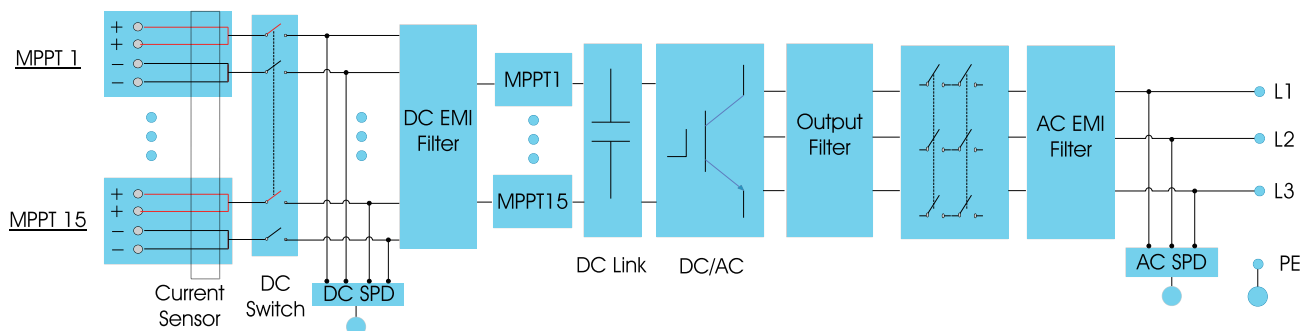 MPPT 1
+
+
−
−
MPPT 15
+
+
−
−
Current
Sensor
DC
Switch
DC SPD
DC EMI
Filter
MPPT1
MPPT15
DC Link
DC/AC
Output
Filter
AC EMI
Filter
AC SPD
L1
L2
L3
PE